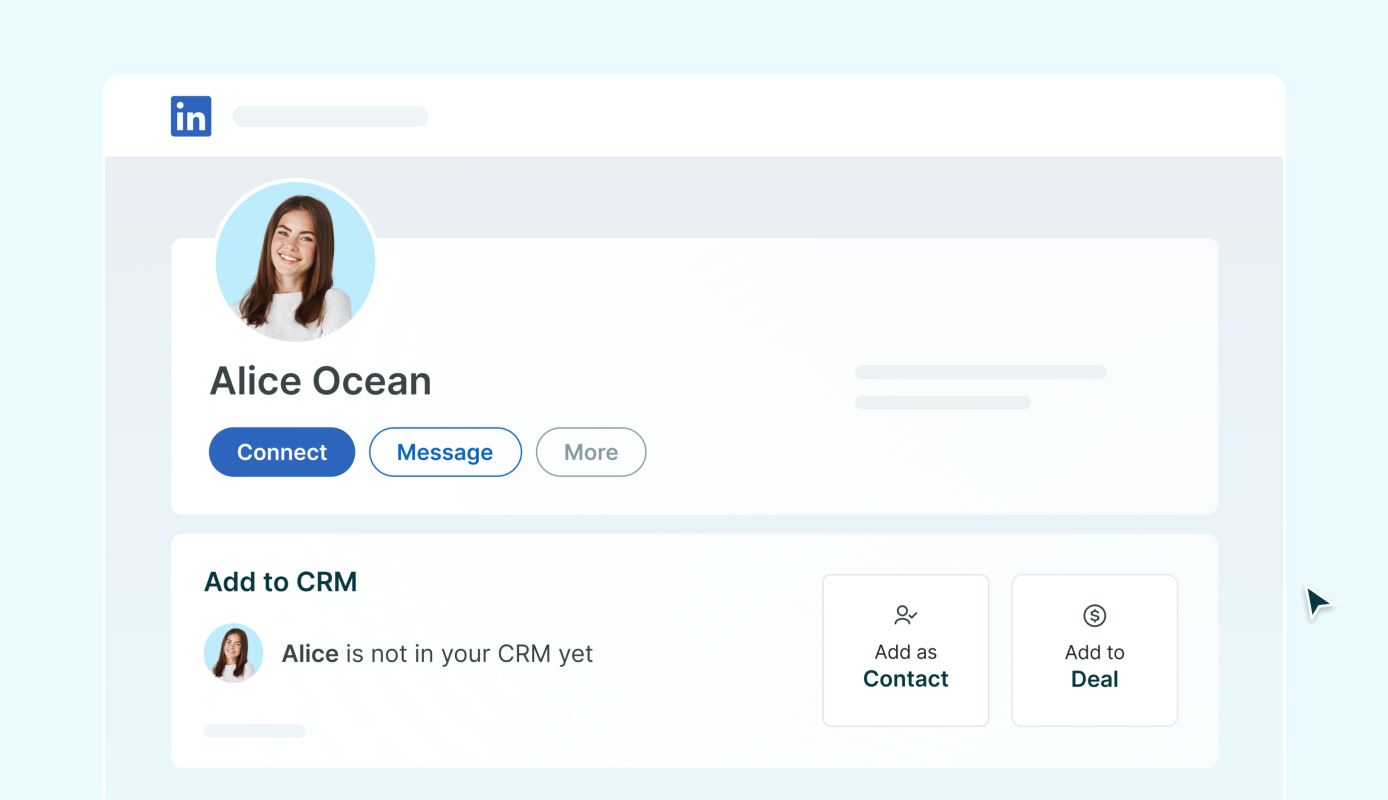 in
Alice Ocean
Connect
Message
More
Add to CRM
Alice is not in your CRM yet
Add as
Contact
Add to
Deal